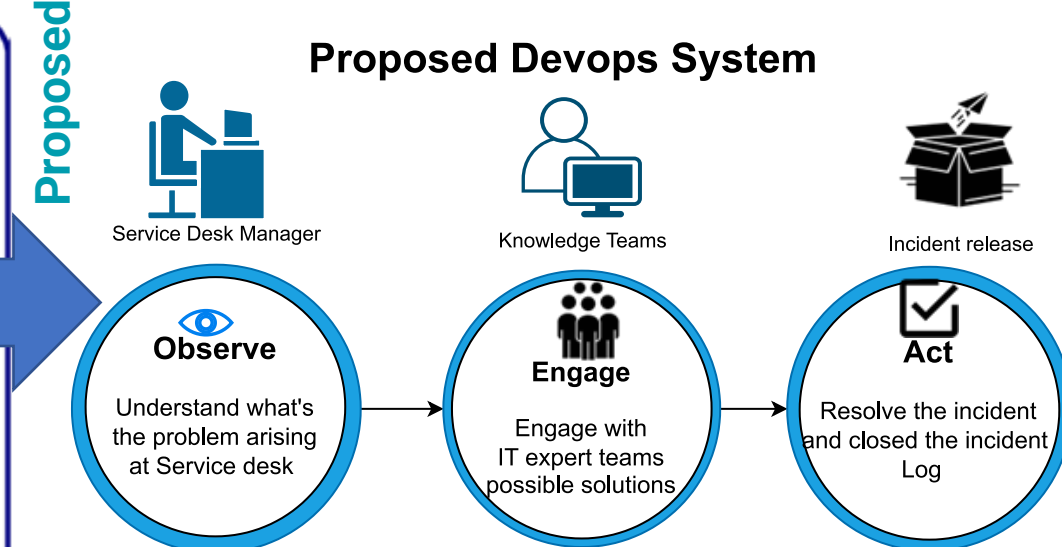 Proposed
Proposed Devops System
Service Desk Manager
Knowledge Teams
Incident release
Observe
Understand what's
the problem arising
at Service desk
Engage
Engage with
IT expert teams
possible solutions
Act
Resolve the incident
and closed the incident
Log